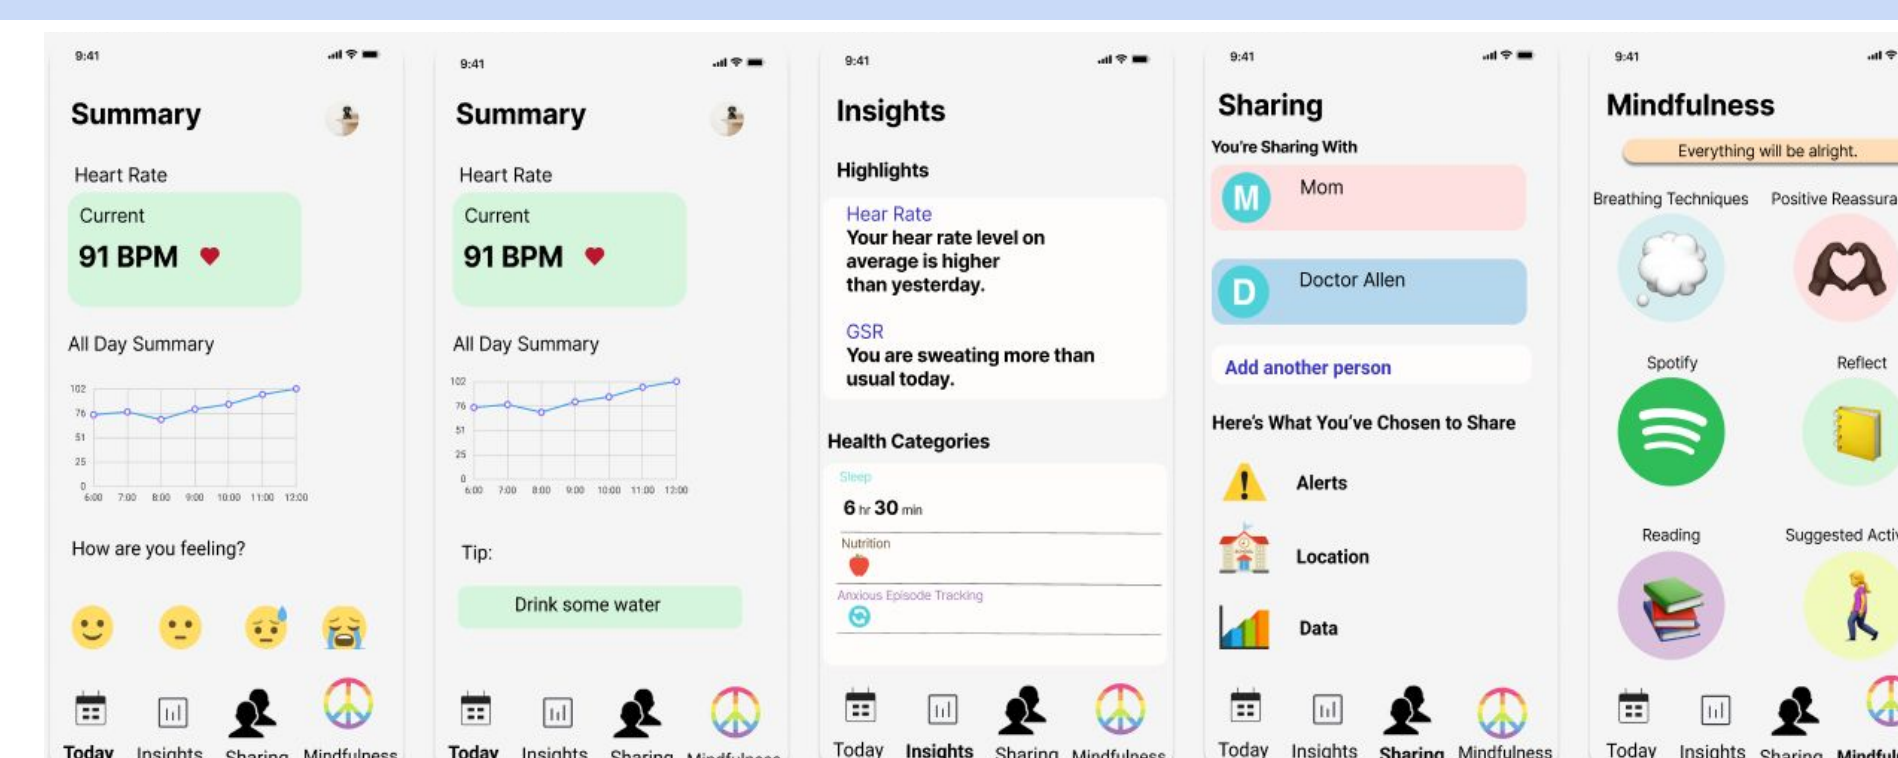 9:41
Summary
Heart Rate
Current
91 BPM
All Day Summary
102
76
51
25
0
6:00 7:00 8:00 9:00 10:00 11:00 12:00
How are you feeling?
Today Insights Sharing Mindfulness
9:41
Summary
Heart Rate
Current
91 BPM
All Day Summary
102
76
51
25
0
6:00 7:00 8:00 9:00 10:00 11:00 12:00
Tip:
Drink some water
Today Insights Sharing Mindfulness
9:41
Insights
Highlights
Hear Rate
Your hear rate level on
average is higher
than yesterday.
GSR
You are sweating more than
usual today.
Health Categories
Sleep
6 hr 30 min
Nutrition
Anxious Episode Tracking
Today Insights Sharing Mindfulness
9:41
Sharing
You're Sharing With
M Mom
D Doctor Allen
Add another person
Here's What You've Chosen to Share
Alerts
Location
Data
Today Insights Sharing Mindfulness
9:41
Mindfulness
Everything will be alright.
Breathing Techniques Positive Reassura
Spotify Reflect
Reading Suggested Activ
Today Insights Sharing Mindful